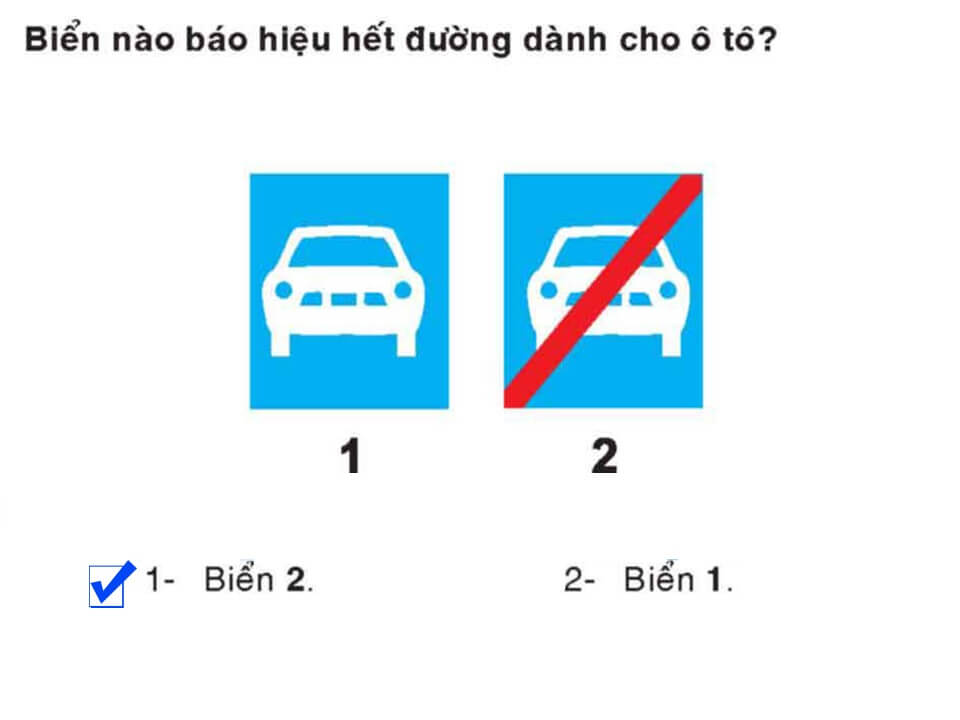 Biển nào báo hiệu hết đường dành cho ô tô?
1 2
1- Biển 2. 2- Biển 1.